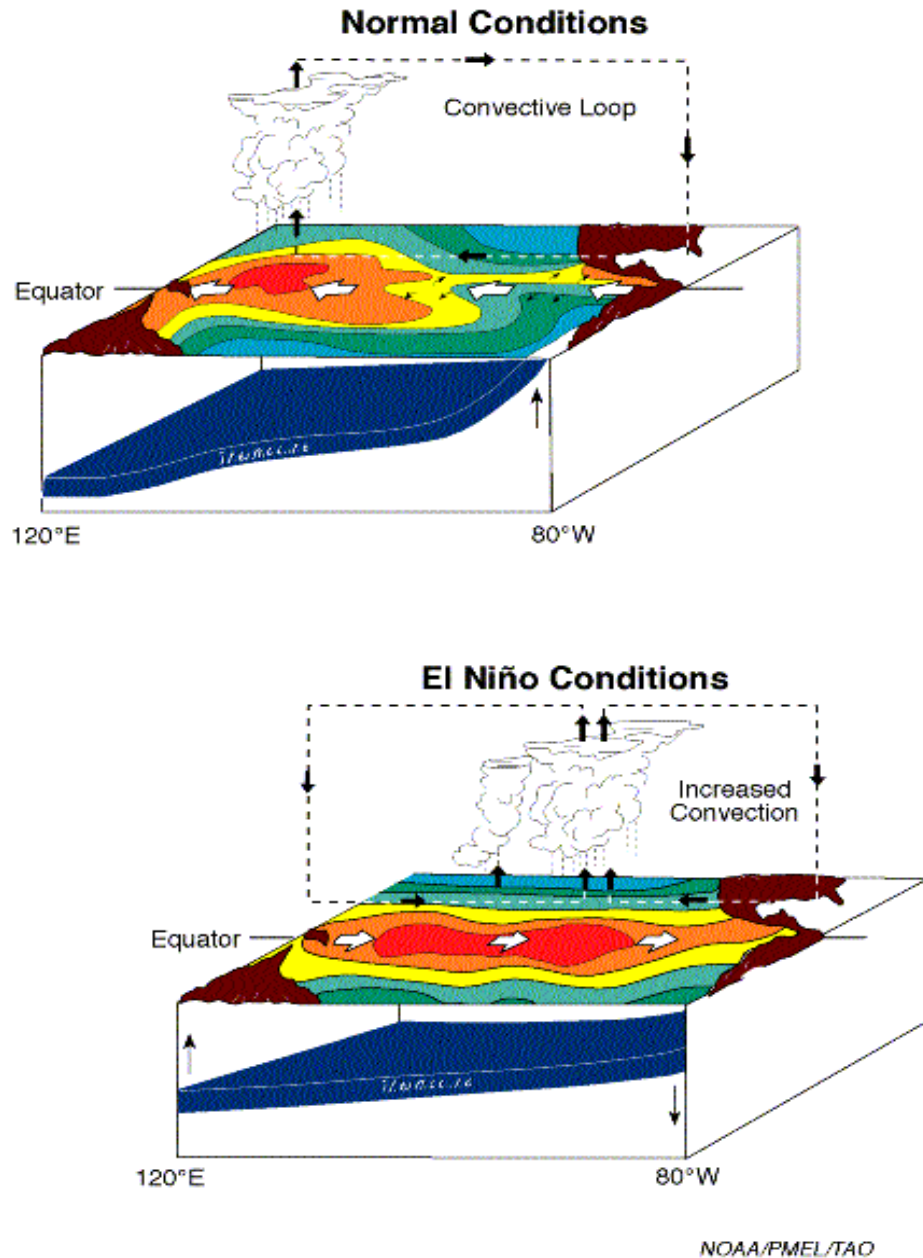 Normal Conditions
Convective Loop
Equator
120°E
80°W
El Niño Conditions
Increased
Convection
Equator
120°E
80°W
NOAA/PMEL/TAO